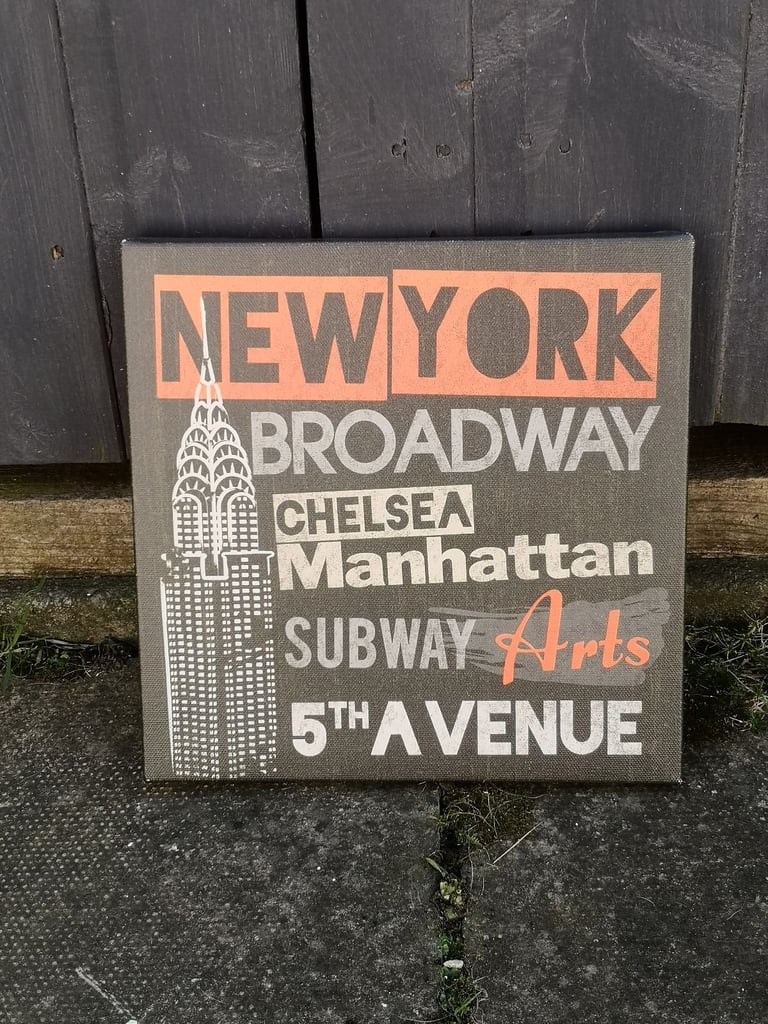 NEW YORK
BROADWAY
CHELSEA
Manhattan
SUBWAY Arts
5TH AVENUE